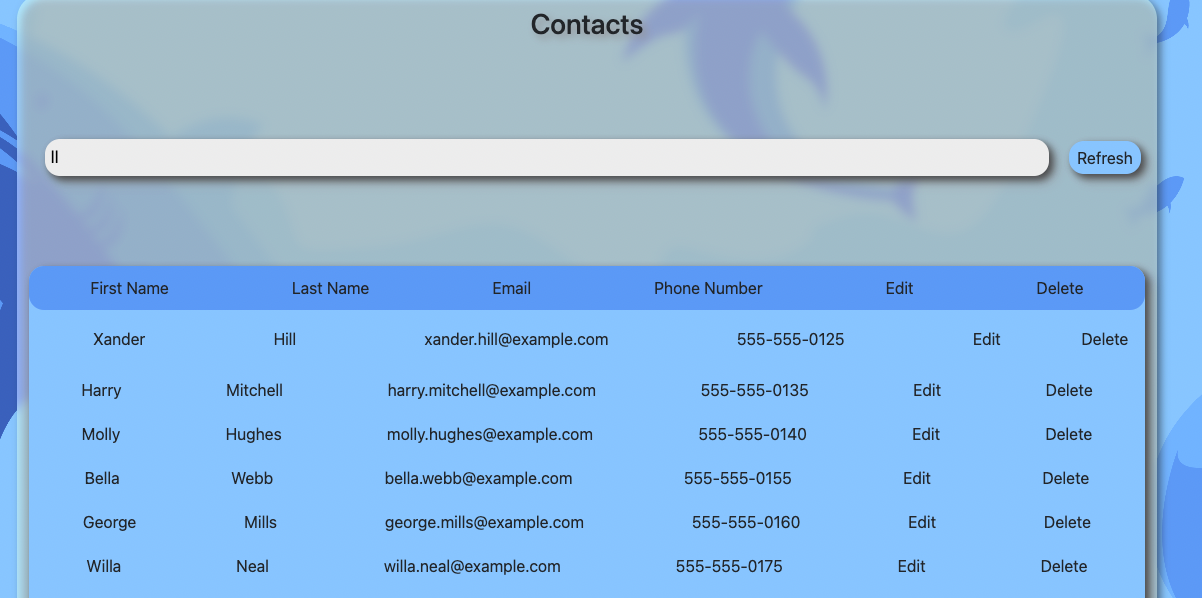 Contacts
ll
Refresh
First Name Last Name Email Phone Number Edit Delete
Xander Hill xander.hill@example.com 555-555-0125 Edit Delete
Harry Mitchell harry.mitchell@example.com 555-555-0135 Edit Delete
Molly Hughes molly.hughes@example.com 555-555-0140 Edit Delete
Bella Webb bella.webb@example.com 555-555-0155 Edit Delete
George Mills george.mills@example.com 555-555-0160 Edit Delete
Willa Neal willa.neal@example.com 555-555-0175 Edit Delete